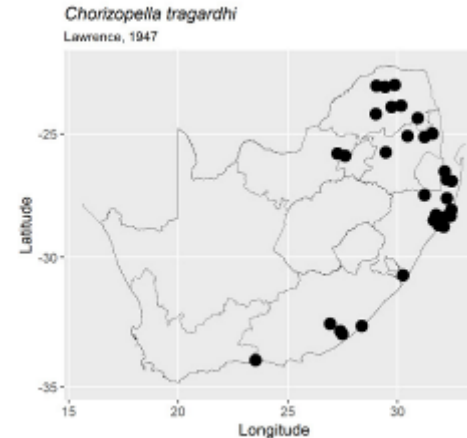 Chorizopella tragardhi
Lawrence, 1947
-25
-30
-35
Latitude
15 20 25 30
Longitude